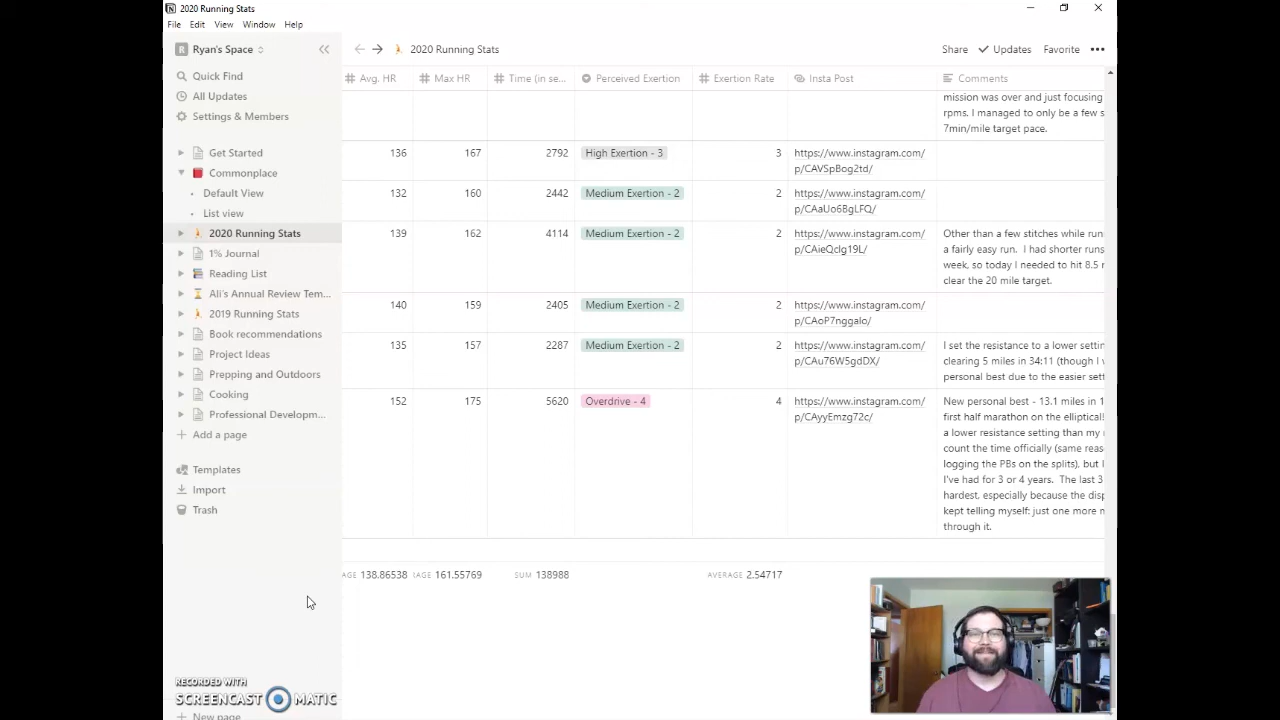 2020 Running Stats
File Edit View Window Help
R Ryan's Space
Quick Find
All Updates
Settings & Members
Get Started
Commonplace
Default View
List view
2020 Running Stats
1% Journal
Reading List
Ali's Annual Review Tem...
2019 Running Stats
Book recommendations
Project Ideas
Prepping and Outdoors
Cooking
Professional Developm...
Add a page
Templates
Import
Trash
New page
RECORDED WITH
SCREENCAST MATIC
2020 Running Stats
Share Updates Favorite
Avg. HR Max HR Time (in se... Perceived Exertion Exertion Rate Insta Post Comments
mission was over and just focusing
rpms. I managed to only be a few s
7min/mile target pace.
136 167 2792 High Exertion - 3 3 https://www.instagram.com/
p/CAVSpBog2td/
132 160 2442 Medium Exertion - 2 2 https://www.instagram.com/
p/CAaUo6BgLFQ/
139 162 4114 Medium Exertion - 2 2 https://www.instagram.com/
p/CAieQclg19L/
Other than a few stitches while run
a fairly easy run. I had shorter runs
week, so today I needed to hit 8.5 r
clear the 20 mile target.
140 159 2405 Medium Exertion - 2 2 https://www.instagram.com/
p/CAoP7nggalo/
135 157 2287 Medium Exertion - 2 2 https://www.instagram.com/
p/CAu76W5gdDX/
I set the resistance to a lower settin
clearing 5 miles in 34:11 (though I w
personal best due to the easier sett
152 175 5620 Overdrive - 4 4 https://www.instagram.com/
p/CAyyEmzg72c/
New personal best - 13.1 miles in 1
first half marathon on the elliptical!
a lower resistance setting than my
count the time officially (same reas
logging the PBs on the splits), but I
I've had for 3 or 4 years. The last 3
hardest, especially because the disp
kept telling myself: just one more m
through it.
AGE 138.86538 RAGE 161.55769 SUM 138988 AVERAGE 2.54717